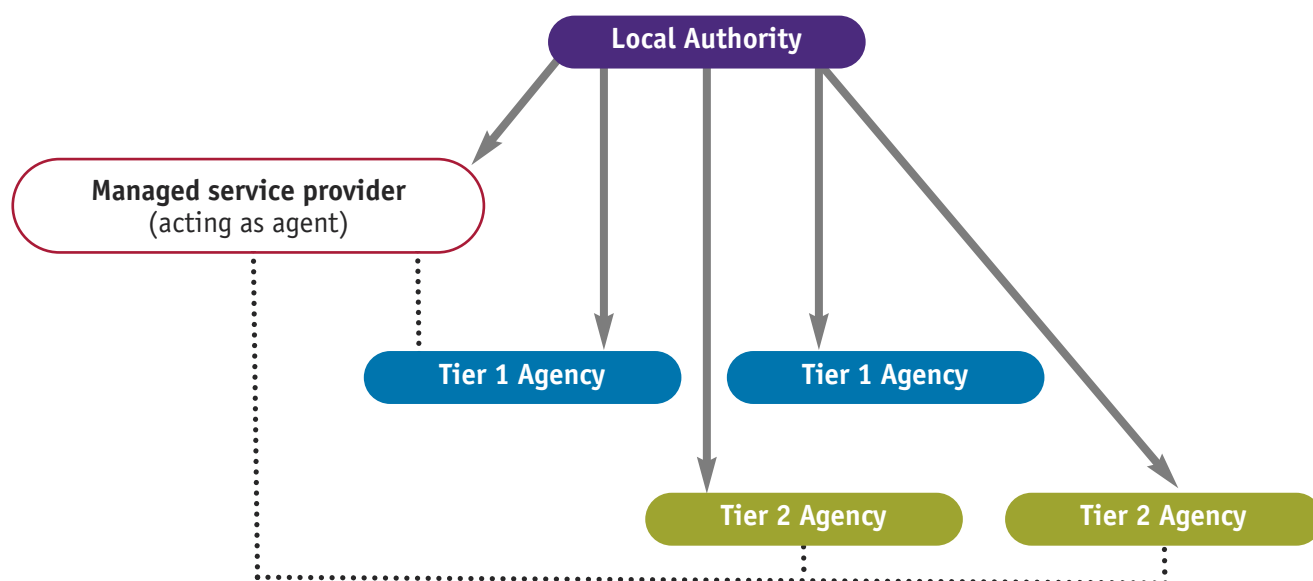 Local Authority
Managed service provider
(acting as agent)
Tier 1 Agency
Tier 1 Agency
Tier 2 Agency
Tier 2 Agency